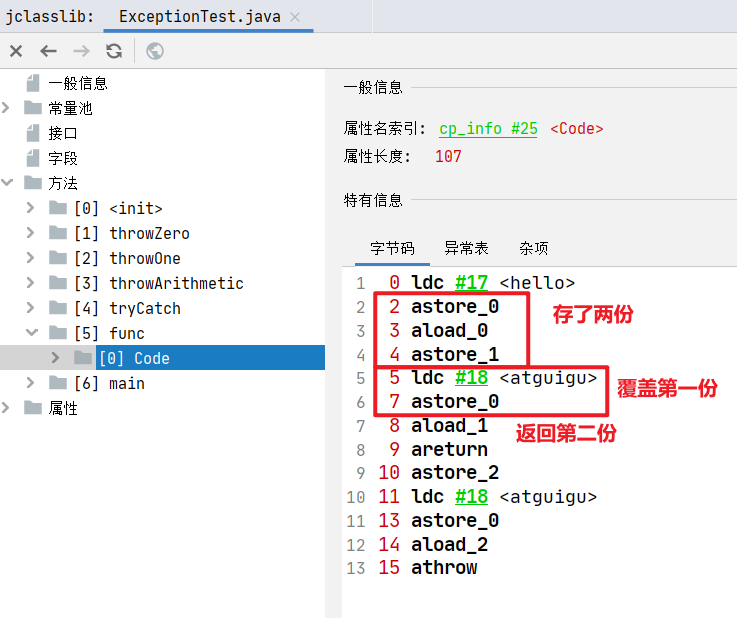 jclasslib: ExceptionTest.java
一般信息
常量池
接口
字段
方法
[0] <init>
[1] throwZero
[2] throwOne
[3] throwArithmetic
[4] tryCatch
[5] func
[0] Code
[6] main
属性
一般信息
属性名索引: cp_info #25 <Code>
属性长度: 107
特有信息
字节码 异常表 杂项
1 0 ldc #17 <hello>
2 2 astore_0
3 3 aload_0
4 4 astore_1
5 5 ldc #18 <atguigu>
6 7 astore_0
7 8 aload_1
8 9 areturn
9 10 astore_2
10 11 ldc #18 <atguigu>
11 13 astore_0
12 14 aload_2
13 15 athrow
存了两份
覆盖第一份
返回第二份